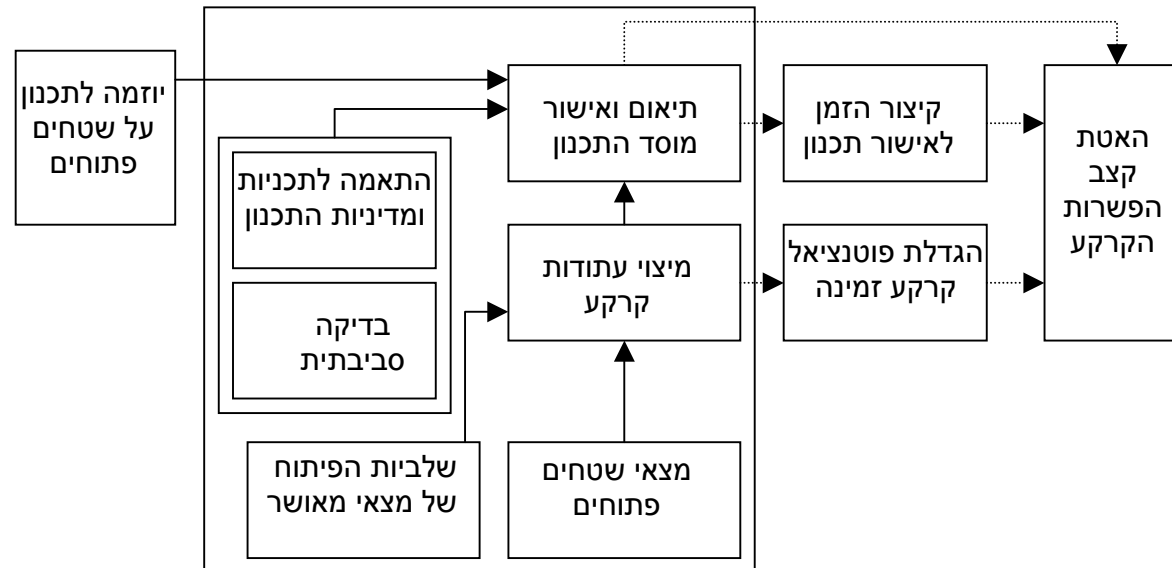 יוזמה לתכנון
על שטחים
פתוחים
תיאום ואישור
מוסד התכנון
קיצור הזמן
לאישור תכנון
האטת
קצב
הפשרות
הקרקע
התאמה לתכניות
ומדיניות התכנון
בדיקה
סביבתית
מיצוי עתודות
קרקע
הגדלת פוטנציאל
קרקע זמינה
שלביות הפיתוח
של מצאי מאושר
מצאי שטחים
פתוחים